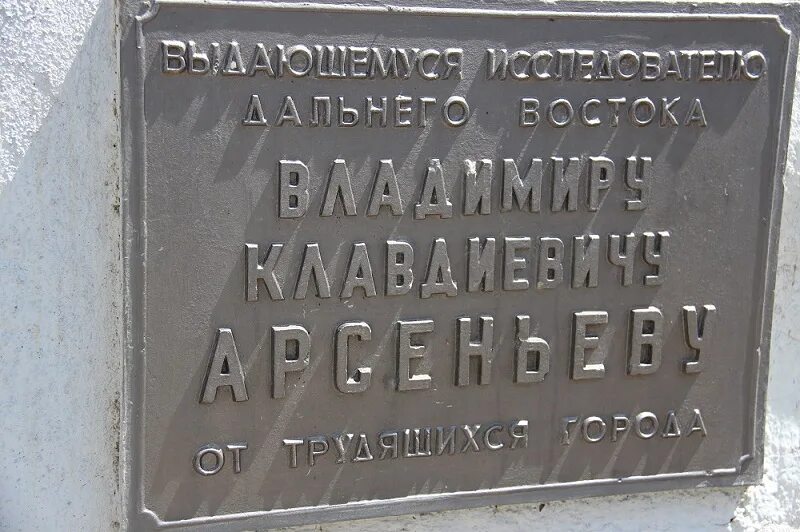 ВЫДАЮЩЕМУСЯ ИССЛЕДОВАТЕЛЮ
ДАЛЬНЕГО ВОСТОКА
ВЛАДИМИРУ
КЛАВДИЕВИЧУ
АРСЕНЬЕВУ
ОТ ТРУДЯЩИХСЯ ГОРОДА